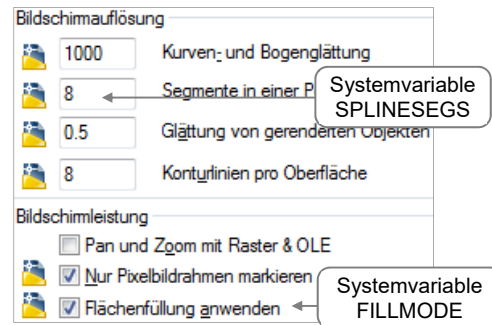 Bildschirmauflösung
1000 Kurven- und Bogenglättung
8 Segmente in einer P
Systemvariable
SPLINESEGS
0.5 Glättung von gerenderten Objekten
8 Konturlinien pro Oberfläche
Bildschirmleistung
Pan und Zoom mit Raster & OLE
Nur Pixelbildrahmen markieren
Flächenfüllung anwenden
Systemvariable
FILLMODE